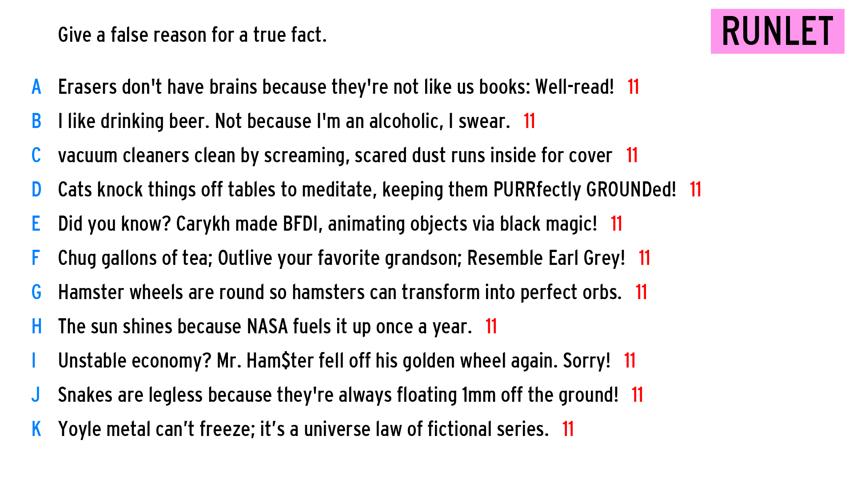 Give a false reason for a true fact.
RUNLET
A Erasers don't have brains because they're not like us books: Well-read! 11
B I like drinking beer. Not because I'm an alcoholic, I swear. 11
C vacuum cleaners clean by screaming, scared dust runs inside for cover 11
D Cats knock things off tables to meditate, keeping them PURRfectly GROUNDed! 11
E Did you know? Carykh made BFDI, animating objects via black magic! 11
F Chug gallons of tea; Outlive your favorite grandson; Resemble Earl Grey! 11
G Hamster wheels are round so hamsters can transform into perfect orbs. 11
H The sun shines because NASA fuels it up once a year. 11
I Unstable economy? Mr. Ham$ter fell off his golden wheel again. Sorry! 11
J Snakes are legless because they're always floating 1mm off the ground! 11
K Yoyle metal can’t freeze; it’s a universe law of fictional series. 11